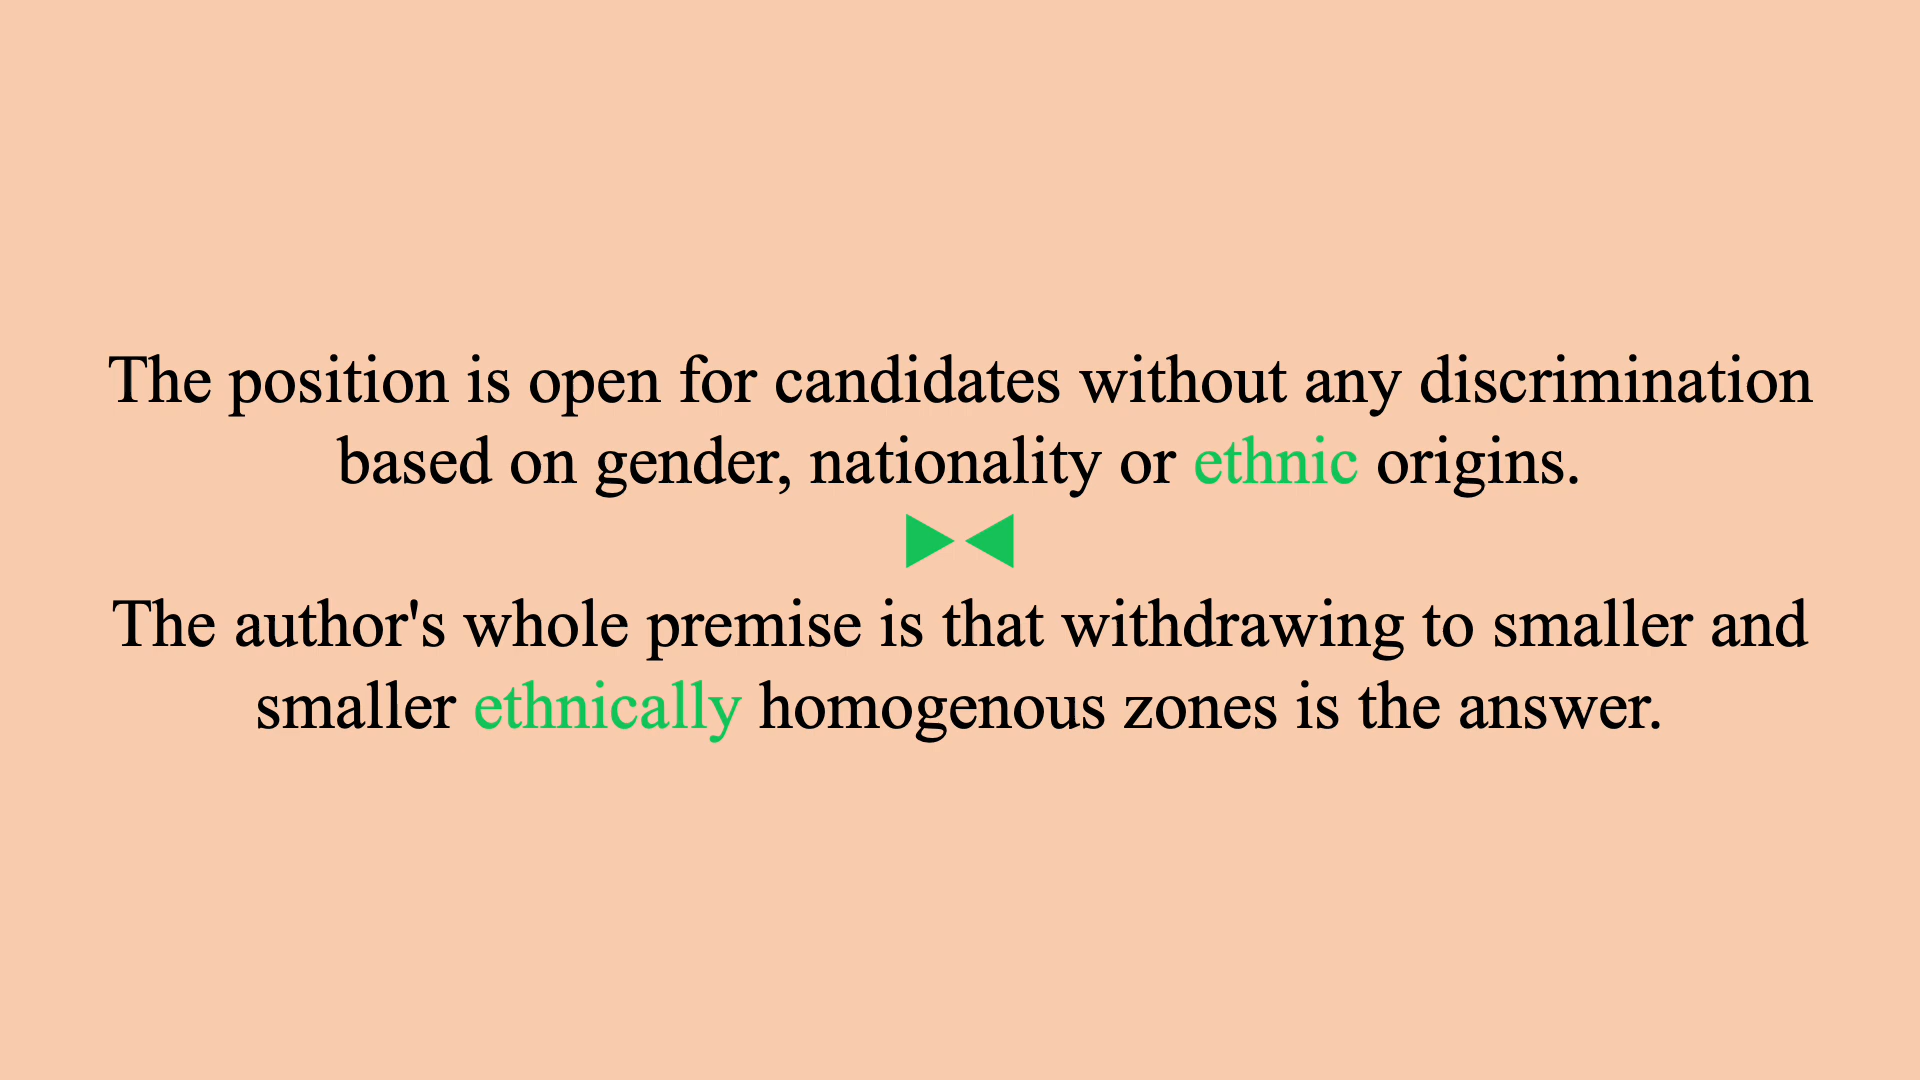 The position is open for candidates without any discrimination
based on gender, nationality or ethnic origins.
The author's whole premise is that withdrawing to smaller and
smaller ethnically homogenous zones is the answer.